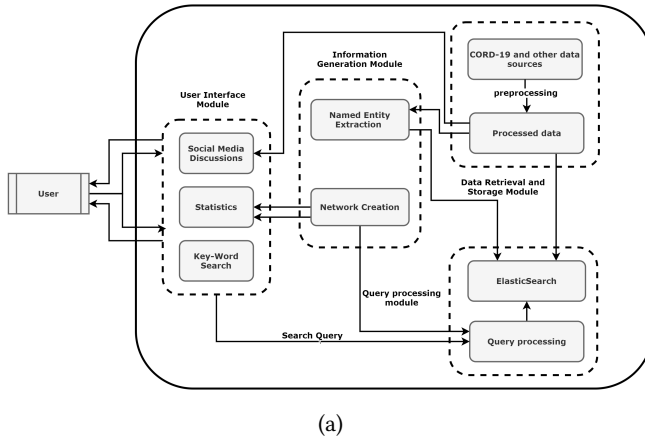 User
User Interface
Module
Social Media
Discussions
Statistics
Key-Word
Search
Information
Generation Module
Named Entity
Extraction
Network Creation
CORD-19 and other data
sources
preprocessing
Processed data
Data Retrieval and
Storage Module
ElasticSearch
Query processing
Query processing
module
Search Query
(a)